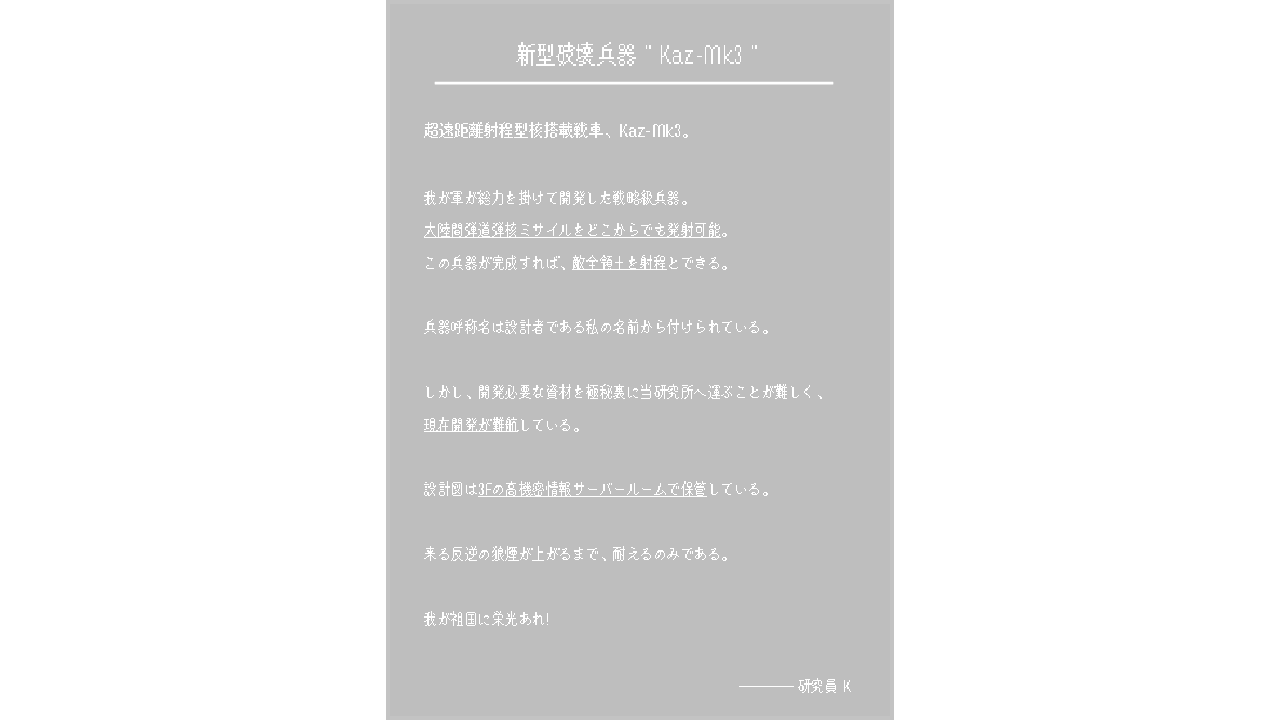 新型破壊兵器 " Kaz-Mk3 "
超遠距離射程型核搭載戦車、Kaz-Mk3。
我が軍が総力を掛けて開発した戦略級兵器。
大陸間弾道弾核ミサイルをどこからでも発射可能。
この兵器が完成すれば、敵全領土を射程とできる。
兵器呼称名は設計者である私の名前から付けられている。
しかし、開発必要な資材を極秘裏に当研究所へ運ぶことが難しく、
現在開発が難航している。
設計図は3Fの高機密情報サーバールームで保管している。
来る反逆の狼煙が上がるまで、耐えるのみである。
我が祖国に栄光あれ!
――― 研究員 K